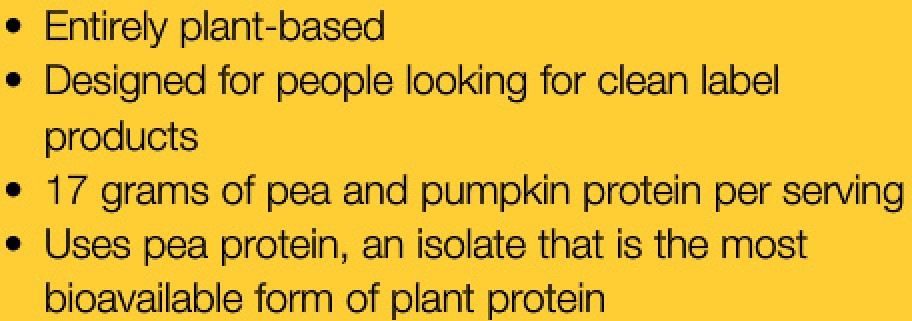 • Entirely plant-based
• Designed for people looking for clean label
products
• 17 grams of pea and pumpkin protein per serving
• Uses pea protein, an isolate that is the most
bioavailable form of plant protein